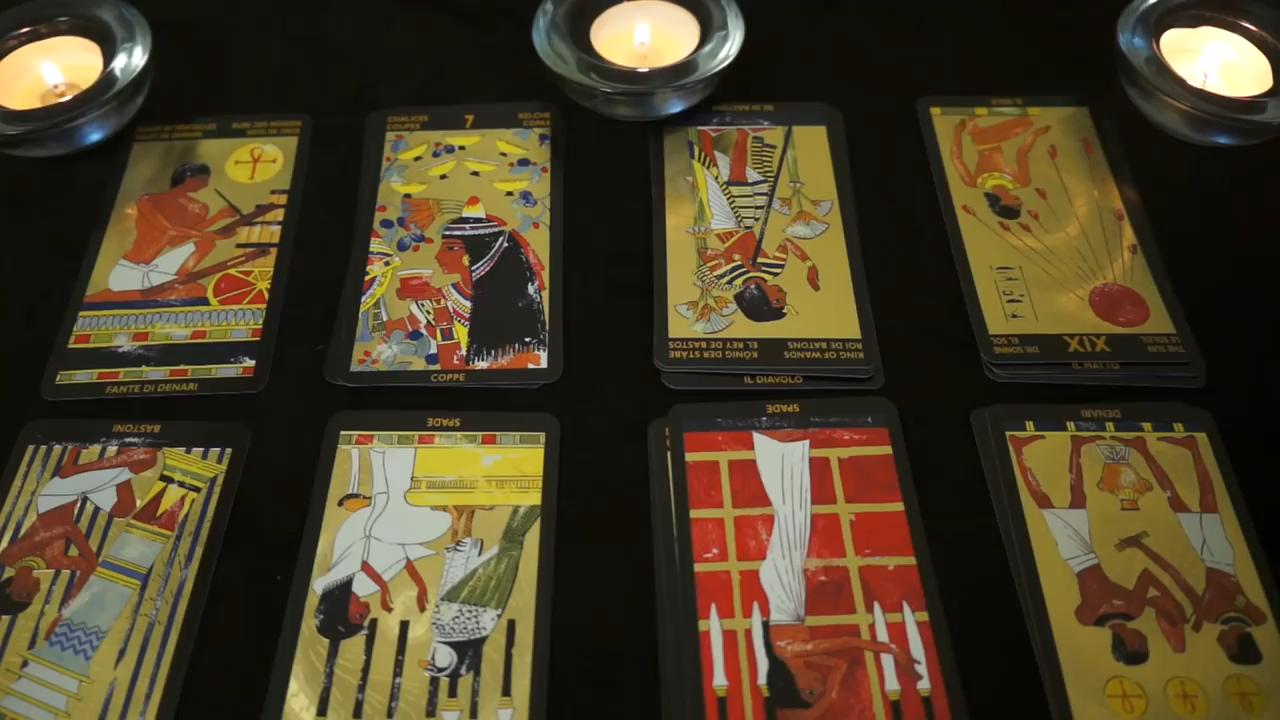 FANTE DI DENARI
CHALICES
COUPES
7
KELCHE
COPAS
COPPE
KING OF WANDS
ROI DE BATONS
KÖNIG DER STÄBE
EL REY DE BASTOS
IL DIAVOLO
THE SUN
LE SOLEIL
XIX
DIE SONNE
EL SOL
IL MATTO
BASTONI
SPADE
SPADE
DENARI